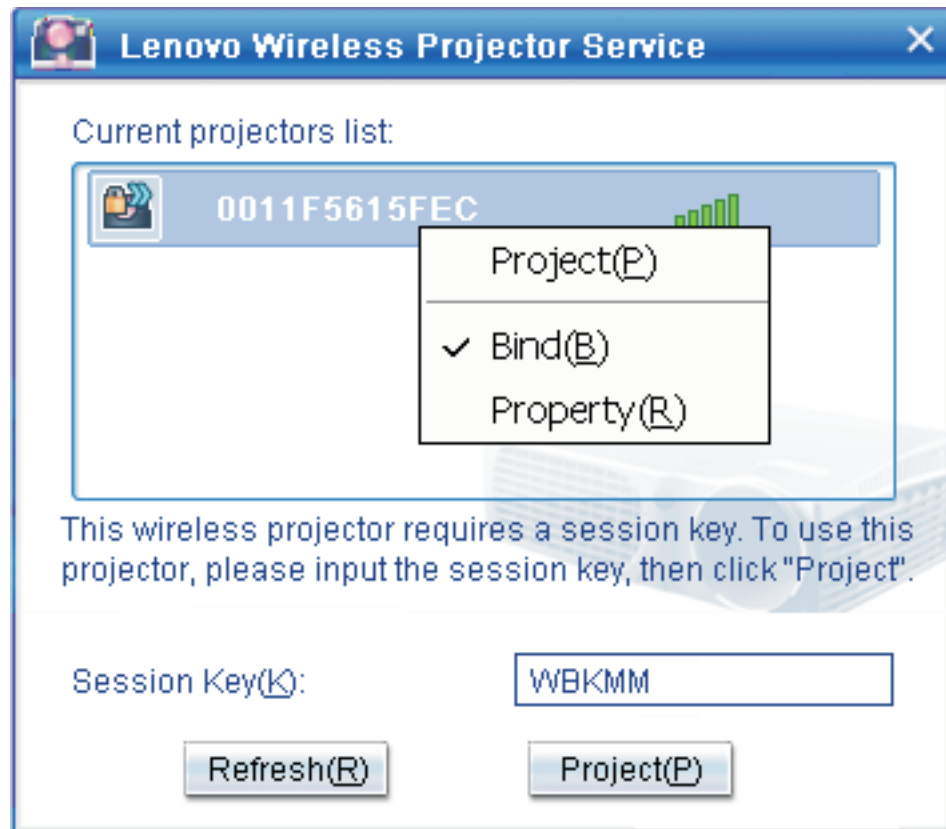 Lenovo Wireless Projector Service
Current projectors list:
0011F5615FEC
Project(P)
Bind(B)
Property(R)
This wireless projector requires a session key. To use this
projector, please input the session key, then click "Project".
Session Key(K):
WBKMM
Refresh(R)
Project(P)